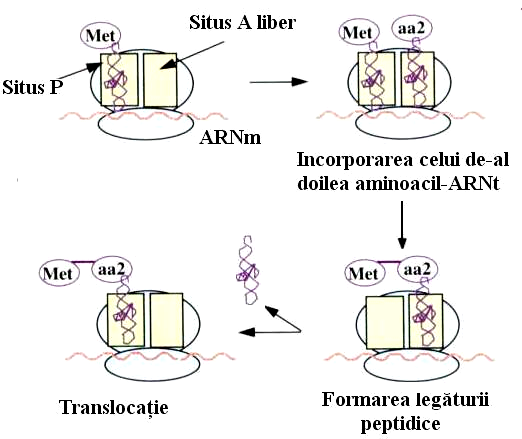 Met
Situs A liber
Situs P
ARNm
Met
aa2
Incorporarea celui de-al
doilea aminoacil-ARNt
Met
aa2
Translocație
Met
aa2
Formarea legăturii
peptidice